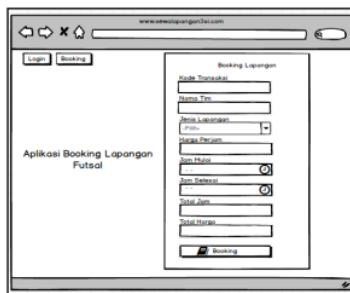 www.sewalapangan3si.com
Login
Booking
Aplikasi Booking Lapangan
Futsal
Booking Lapangan
Kode Transaksi
Nama Tim
Jenis Lapangan
-Pilih-
Harga Perjam
Jam Mulai
Jam Selesai
Total Jam
Total Harga
Booking